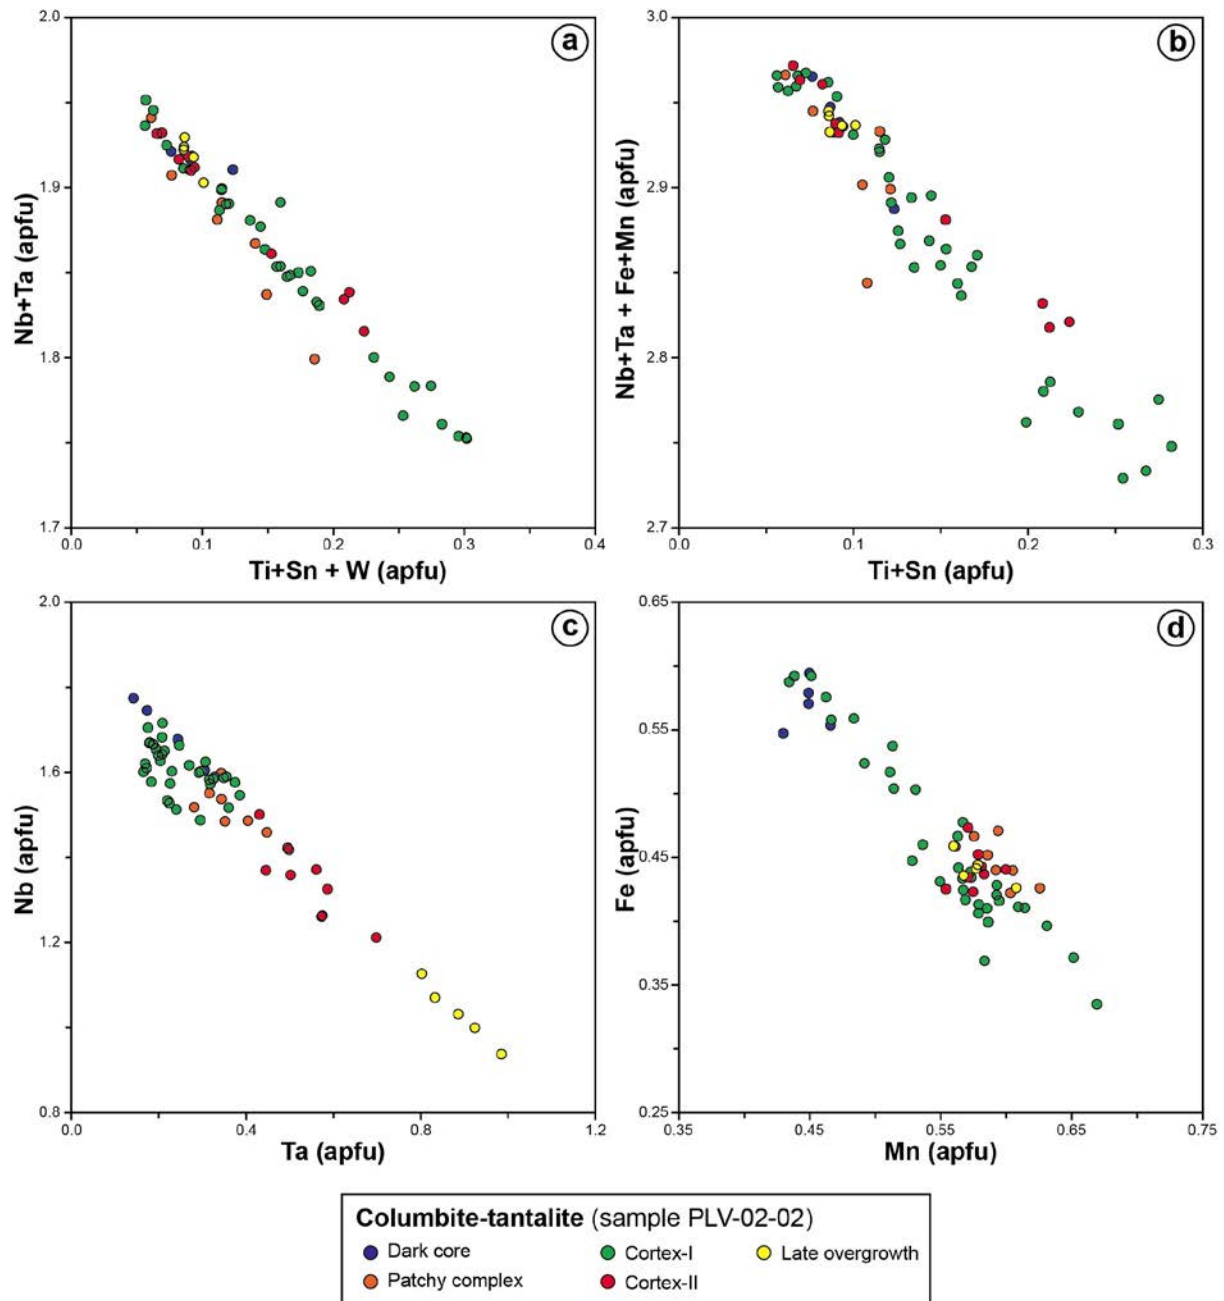 a
2.0
1.9
1.8
1.7
Nb+Ta (apfu)
0.0 0.1 0.2 0.3 0.4
Ti+Sn + W (apfu)
b
3.0
2.9
2.8
2.7
Nb+Ta + Fe+Mn (apfu)
0.0 0.1 0.2 0.3
Ti+Sn (apfu)
c
2.0
1.6
1.2
0.8
Nb (apfu)
0.0 0.4 0.8 1.2
Ta (apfu)
d
0.65
0.55
0.45
0.35
0.25
Fe (apfu)
0.35 0.45 0.55 0.65 0.75
Mn (apfu)
Columbite-tantalite (sample PLV-02-02)
Dark core Cortex-I Late overgrowth
Patchy complex Cortex-II